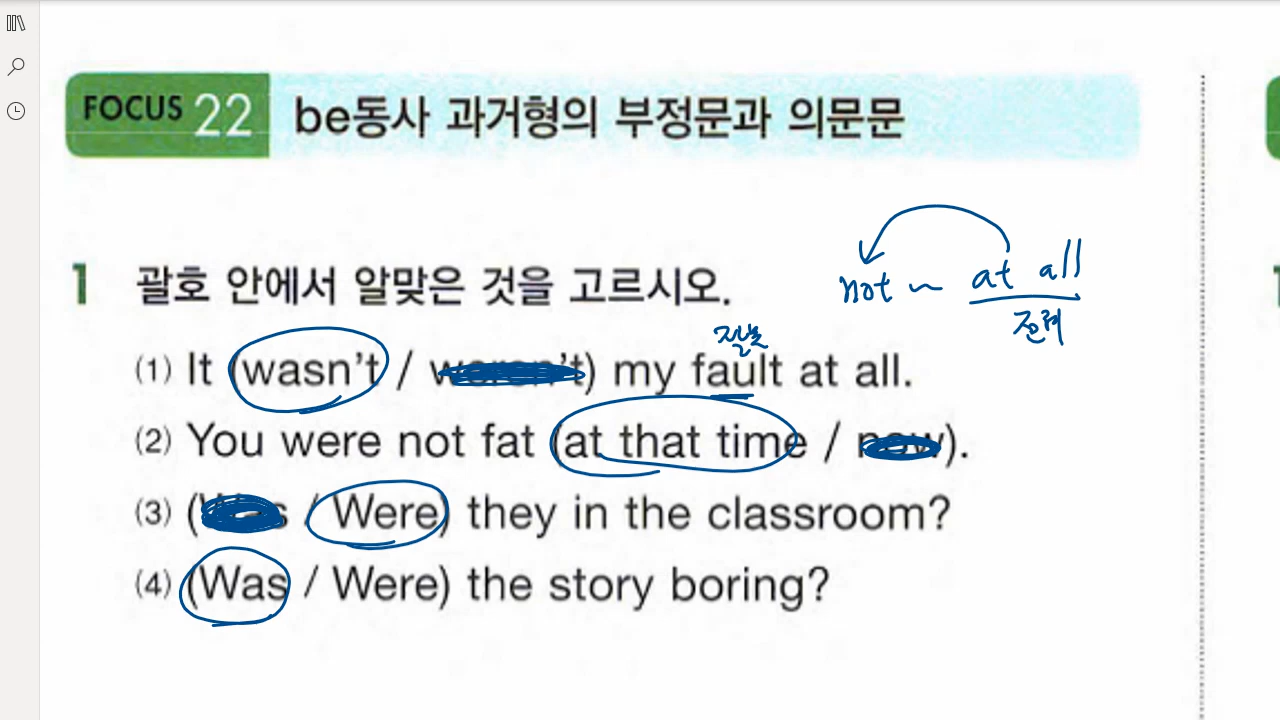 FOCUS 22 be동사 과거형의 부정문과 의문문
not ~ at all
전혀
1 괄호 안에서 알맞은 것을 고르시오.
잘못
(1) It (wasn't / weren't) my fault at all.
(2) You were not fat (at that time / now).
(3) (Was / Were) they in the classroom?
(4) (Was / Were) the story boring?